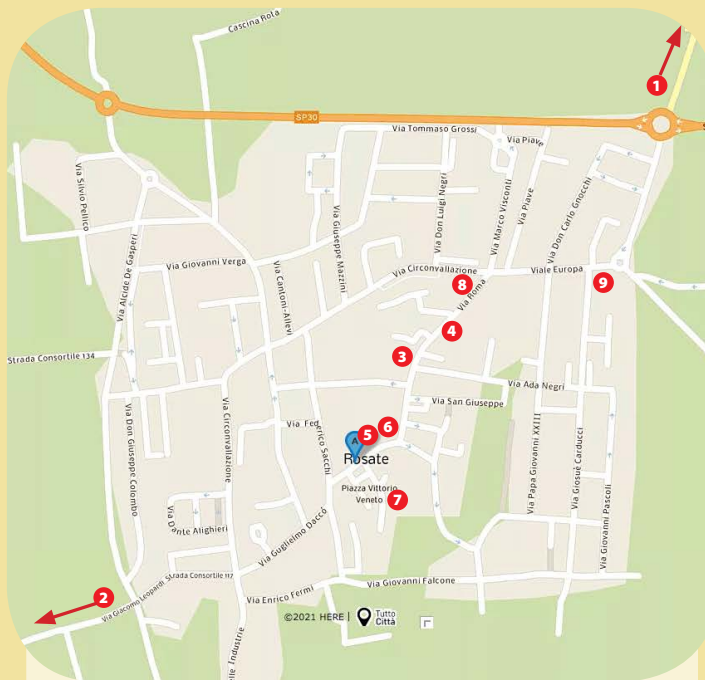 Cascina Rota
1
SP30
S
Via Tommaso Grossi
Via Piave
Via Silvio Pellico
Via Don Luigi Negri
Via Marco Visconti
Via Piave
Via Don Carlo Gnocchi
Via Giuseppe Mazzini
Via Alcide De Gasperi
Via Giovanni Verga
Via Cantoni-Allevi
Via Circonvallazione
Viale Europa
8
9
Via Roma
4
3
Strada Consortile 134
Via Ada Negri
Via San Giuseppe
Via Circonvallazione
Via Don Giuseppe Colombo
Via Federico Sacchi
5
6
A
Rosate
Piazza Vittorio
Veneto
7
Via Papa Giovanni XXIII
Via Giosuè Carducci
Via Giovanni Pascoli
Via Dante Alighieri
Via Guglielmo Daccò
Strada Consortile 117
Via Giacomo Leopardi
2
Via Enrico Fermi
Via Giovanni Falcone
elle Industrie
©2021 HERE |
Tutto
Città